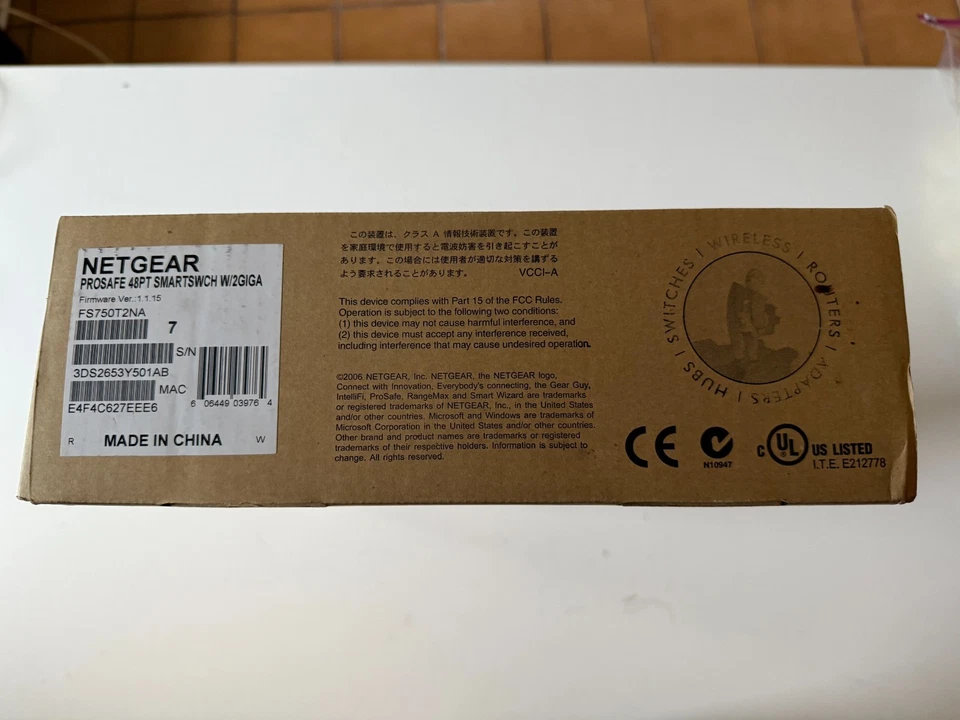 NETGEAR
PROSAFE 48PT SMARTSWCH W/2GIGA
Firmware Ver.:1.1.15
FS750T2NA
7
S/N
3DS2653Y501AB
MAC
E4F4C627EEE6
6 06449 03976 4
R MADE IN CHINA W
この装置は、クラス A 情報技術装置です。この装置
を家庭環境で使用すると電波妨害を引き起こすことが
あります。この場合には使用者が適切な対策を講ずる
よう要求されることがあります。 VCCI-A
This device complies with Part 15 of the FCC Rules.
Operation is subject to the following two conditions:
(1) this device may not cause harmful interference, and
(2) this device must accept any interference received,
including interference that may cause undesired operation.
©2006 NETGEAR, Inc. NETGEAR, the NETGEAR logo,
Connect with Innovation, Everybody's connecting, the Gear Guy,
IntelliFi, ProSafe, RangeMax and Smart Wizard are trademarks
or registered trademarks of NETGEAR, Inc., in the United States
and/or other countries. Microsoft and Windows are trademarks of
Microsoft Corporation in the United States and/or other countries.
Other brand and product names are trademarks or registered
trademarks of their respective holders. Information is subject to
change. All rights reserved.
HUBS | SWITCHES | WIRELESS | ROUTERS | ADAPTERS |
CE
N10947
C UL US LISTED
I.T.E. E212778